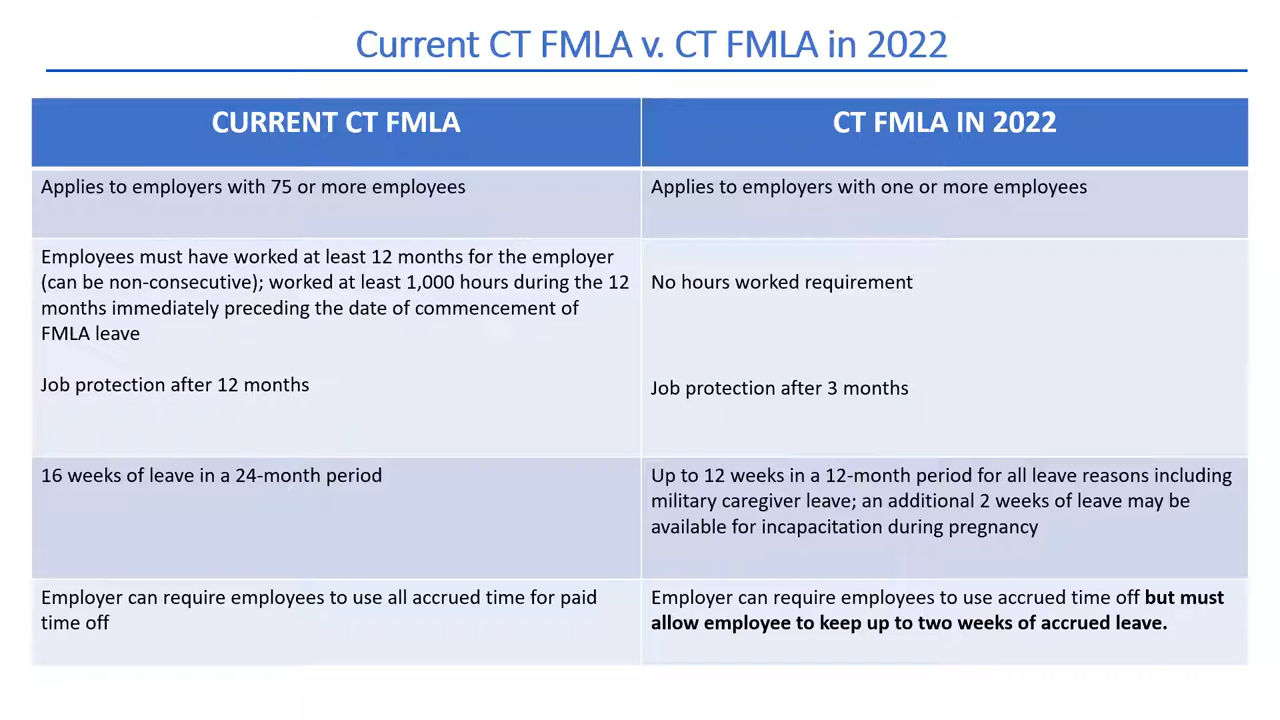 Current CT FMLA v. CT FMLA in 2022
CURRENT CT FMLA
CT FMLA IN 2022
Applies to employers with 75 or more employees
Applies to employers with one or more employees
Employees must have worked at least 12 months for the employer
(can be non-consecutive); worked at least 1,000 hours during the 12
months immediately preceding the date of commencement of
FMLA leave
Job protection after 12 months
No hours worked requirement
Job protection after 3 months
16 weeks of leave in a 24-month period
Up to 12 weeks in a 12-month period for all leave reasons including
military caregiver leave; an additional 2 weeks of leave may be
available for incapacitation during pregnancy
Employer can require employees to use all accrued time for paid
time off
Employer can require employees to use accrued time off but must
allow employee to keep up to two weeks of accrued leave.